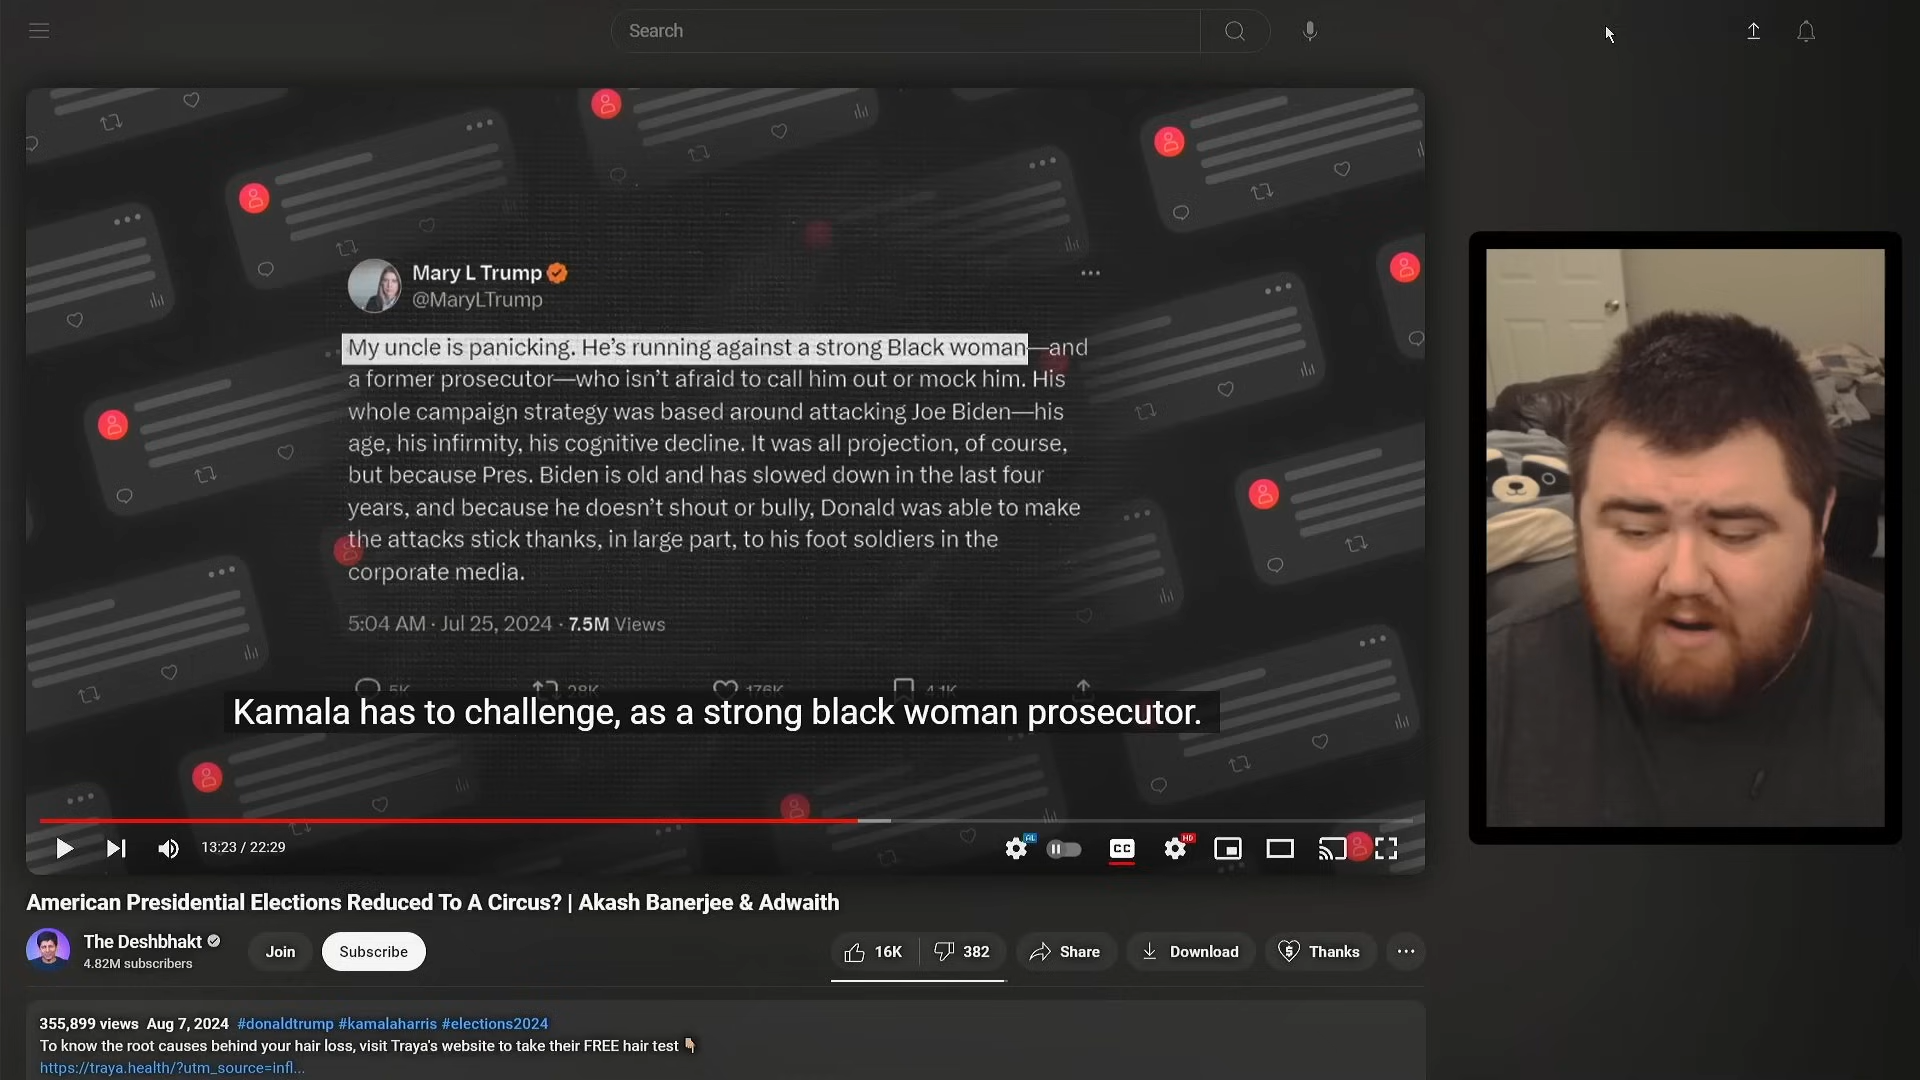 Search
Mary L Trump
@MaryLTrump
My uncle is panicking. He's running against a strong Black woman—and
a former prosecutor—who isn't afraid to call him out or mock him. His
whole campaign strategy was based around attacking Joe Biden—his
age, his infirmity, his cognitive decline. It was all projection, of course,
but because Pres. Biden is old and has slowed down in the last four
years, and because he doesn't shout or bully, Donald was able to make
the attacks stick thanks, in large part, to his foot soldiers in the
corporate media.
5:04 AM · Jul 25, 2024 · 7.5M Views
5K 28K 176K 4.1K
Kamala has to challenge, as a strong black woman prosecutor.
13:23 / 22:29
AL CC HD
American Presidential Elections Reduced To A Circus? | Akash Banerjee & Adwaith
The Deshbhakt
4.82M subscribers
Join
Subscribe
16K
382
Share
Download
Thanks
355,899 views Aug 7, 2024 #donaldtrump #kamalaharris #elections2024
To know the root causes behind your hair loss, visit Traya's website to take their FREE hair test
https://traya.health/?utm_source=infl...